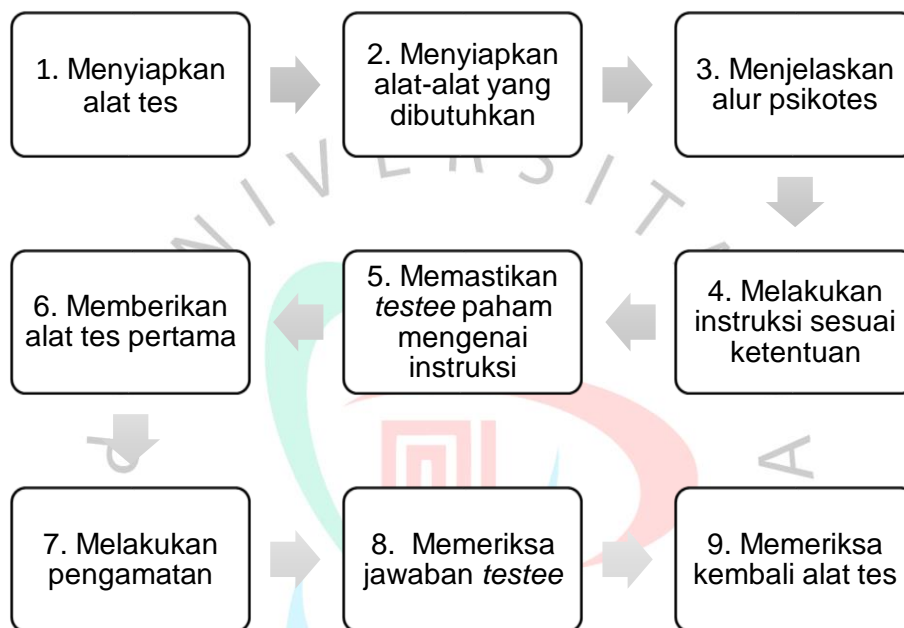 1. Menyiapkan
alat tes
2. Menyiapkan
alat-alat yang
dibutuhkan
3. Menjelaskan
alur psikotes
4. Melakukan
instruksi sesuai
ketentuan
5. Memastikan
testee paham
mengenai
instruksi
6. Memberikan
alat tes pertama
7. Melakukan
pengamatan
8. Memeriksa
jawaban testee
9. Memeriksa
kembali alat tes